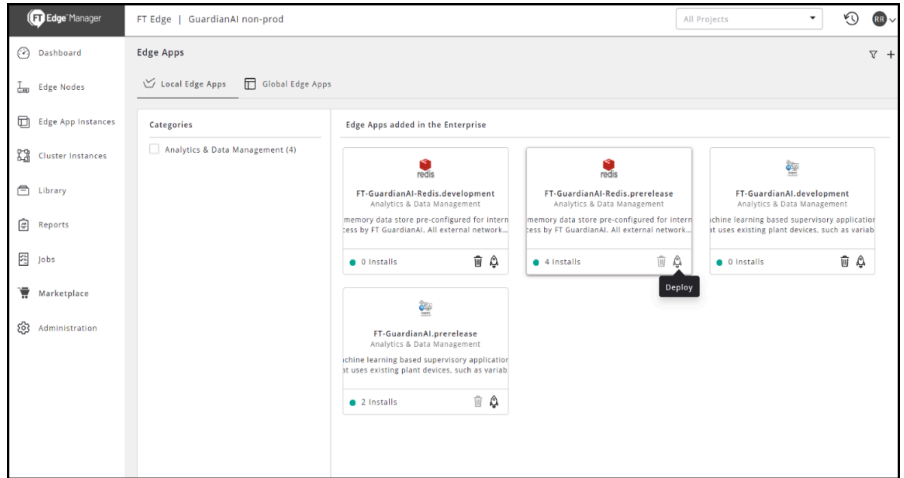 FT Edge Manager
FT Edge | GuardianAI non-prod
All Projects
RR
Dashboard
Edge Nodes
Edge App Instances
Cluster Instances
Library
Reports
Jobs
Marketplace
Administration
Edge Apps
Local Edge Apps
Global Edge Apps
Categories
Analytics & Data Management (4)
Edge Apps added in the Enterprise
redis
FT-GuardianAI-Redis.development
Analytics & Data Management
memory data store pre-configured for intern
cess by FT GuardianAI. All external network...
0 Installs
redis
FT-GuardianAI-Redis.prerelease
Analytics & Data Management
memory data store pre-configured for intern
cess by FT GuardianAI. All external network...
4 Installs
Deploy
FT-GuardianAI.development
Analytics & Data Management
achine learning based supervisory application
at uses existing plant devices, such as variab
0 Installs
FT-GuardianAI.prerelease
Analytics & Data Management
achine learning based supervisory application
at uses existing plant devices, such as variab
2 Installs